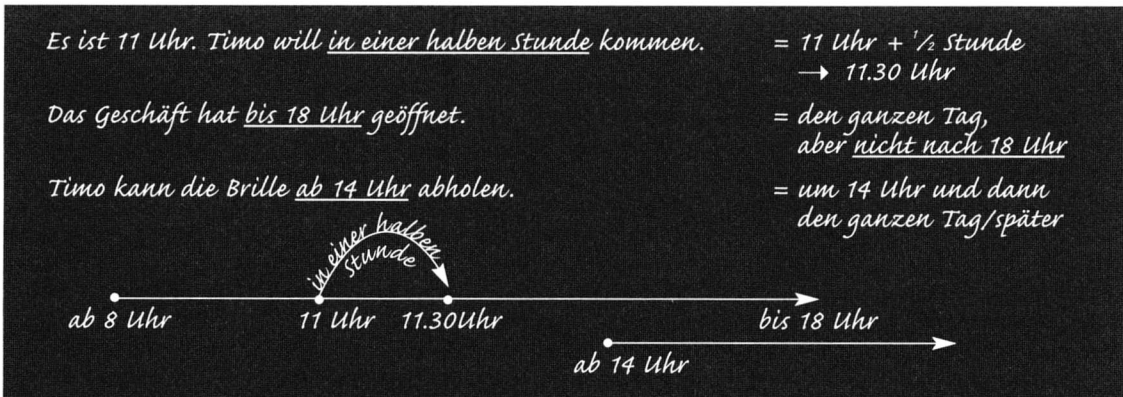 Es ist 11 Uhr. Timo will in einer halben Stunde kommen. = 11 Uhr + ½ Stunde
→ 11.30 Uhr
Das Geschäft hat bis 18 Uhr geöffnet. = den ganzen Tag,
aber nicht nach 18 Uhr
Timo kann die Brille ab 14 Uhr abholen. = um 14 Uhr und dann
den ganzen Tag/später
in einer halben
Stunde
ab 8 Uhr 11 Uhr 11.30Uhr bis 18 Uhr
ab 14 Uhr